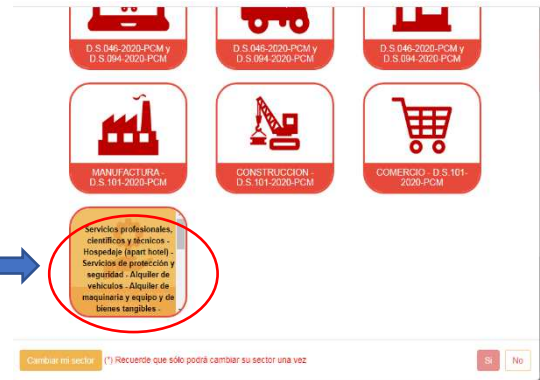 D.S.046-2020-PCM y
D.S.094-2020-PCM
D.S.046-2020-PCM y
D.S.094-2020-PCM
D.S.046-2020-PCM y
D.S.094-2020-PCM
MANUFACTURA -
D.S.101-2020-PCM
CONSTRUCCION -
D.S.101-2020-PCM
COMERCIO - D.S.101-
2020-PCM
Servicios profesionales,
científicos y técnicos -
Hospedaje (apart hotel) -
Servicios de protección y
seguridad - Alquiler de
vehículos - Alquiler de
maquinaria y equipo y de
bienes tangibles -
Cambiar mi sector (*) Recuerde que sólo podrá cambiar su sector una vez
Si No